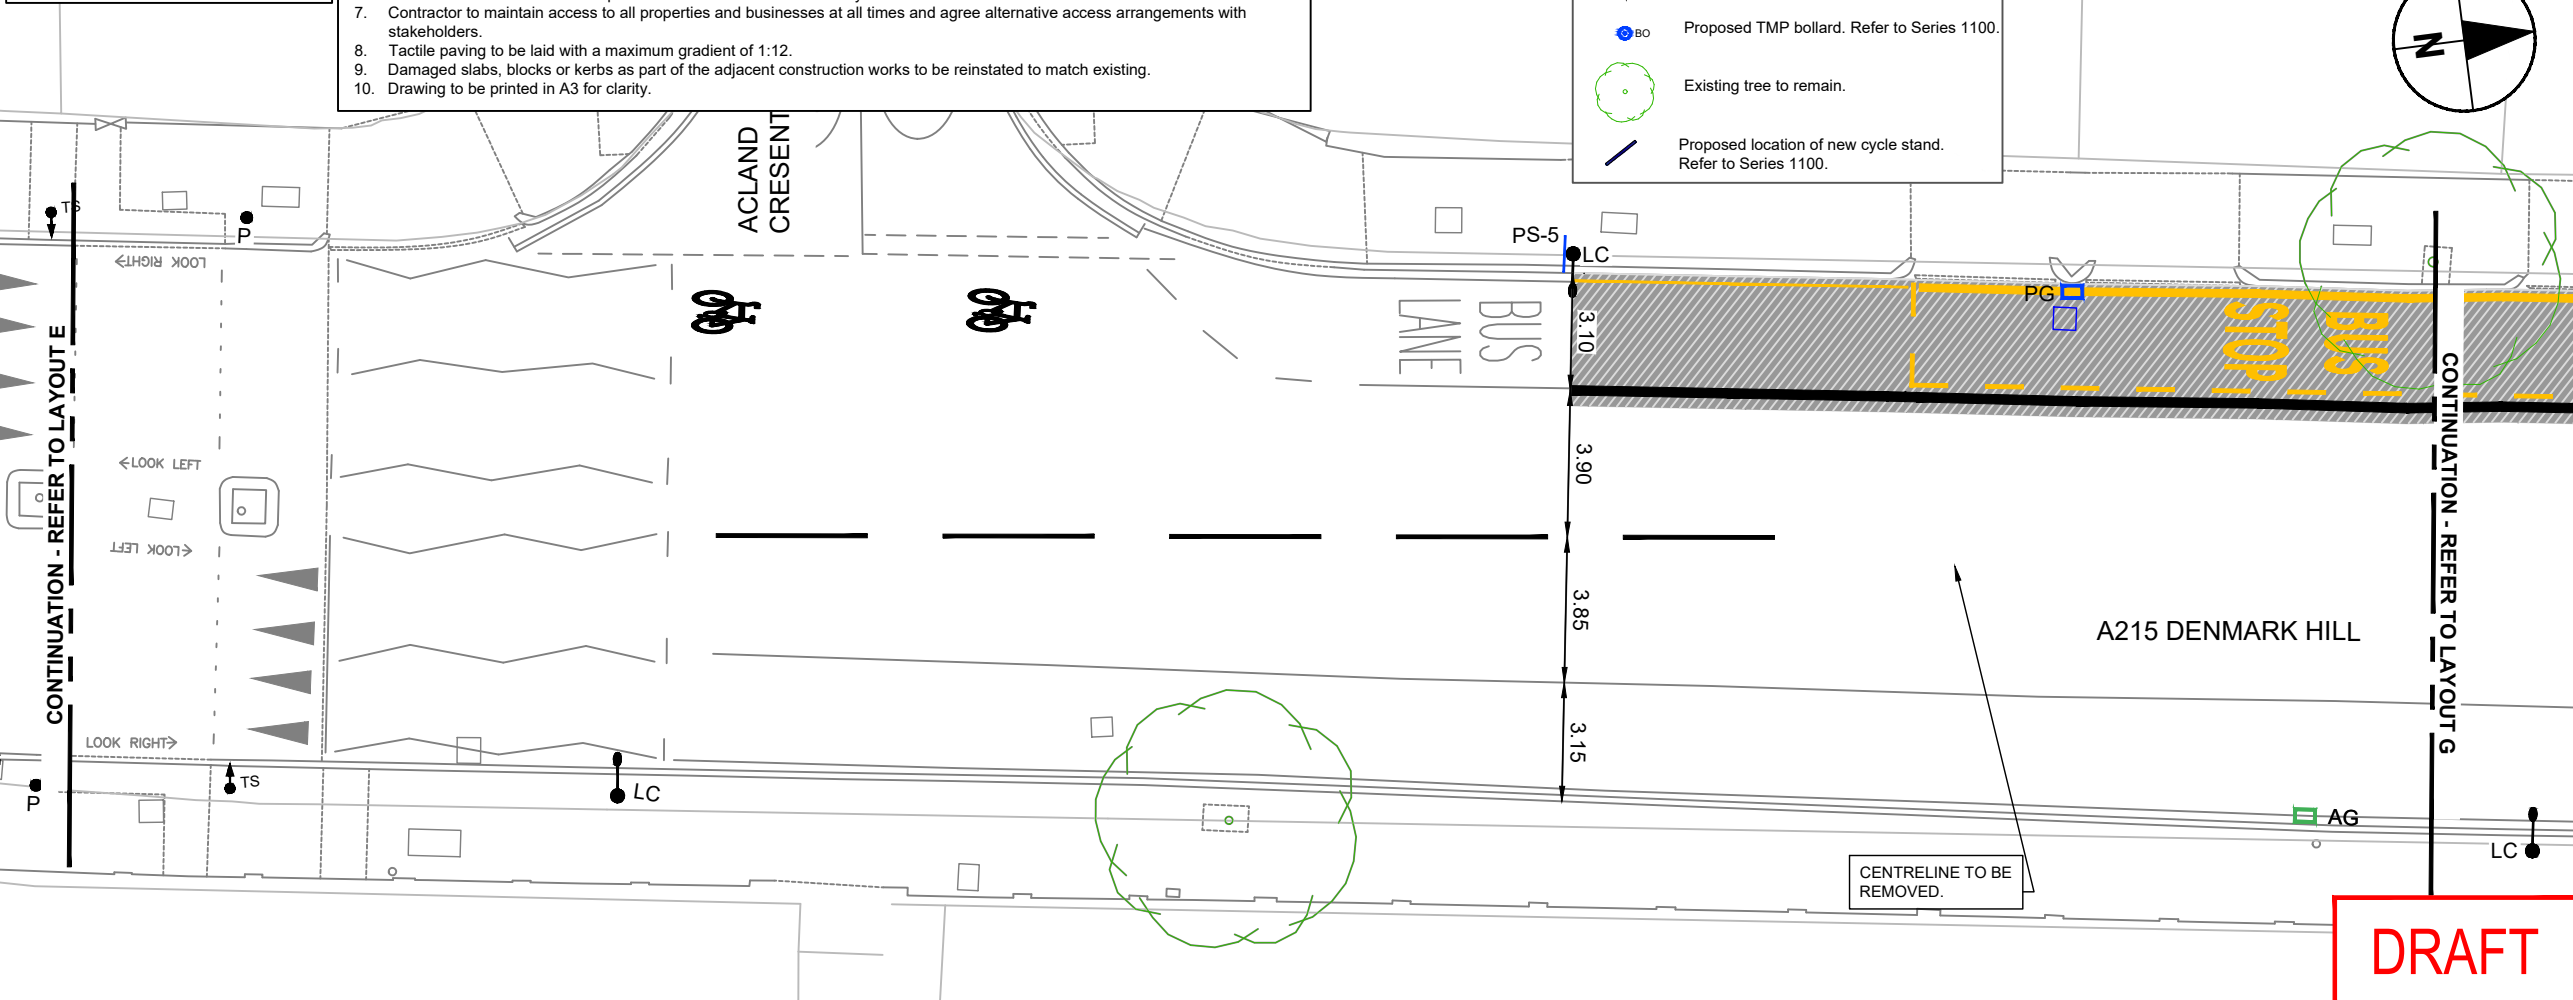 7. Contractor to maintain access to all properties and businesses at all times and agree alternative access arrangements with
stakeholders.
8. Tactile paving to be laid with a maximum gradient of 1:12.
9. Damaged slabs, blocks or kerbs as part of the adjacent construction works to be reinstated to match existing.
10. Drawing to be printed in A3 for clarity.
BO
Proposed TMP bollard. Refer to Series 1100.
Existing tree to remain.
Proposed location of new cycle stand.
Refer to Series 1100.
N
ACLAND
CRESENT
TS
P
LOOK RIGHT
PS-5
LC
BUS
LANE
3.10
PG
BUS
STOP
CONTINUATION - REFER TO LAYOUT E
LOOK LEFT
LOOK LEFT
3.90
3.85
3.15
A215 DENMARK HILL
CONTINUATION - REFER TO LAYOUT G
LOOK RIGHT
P
TS
LC
AG
LC
CENTRELINE TO BE
REMOVED.
DRAFT